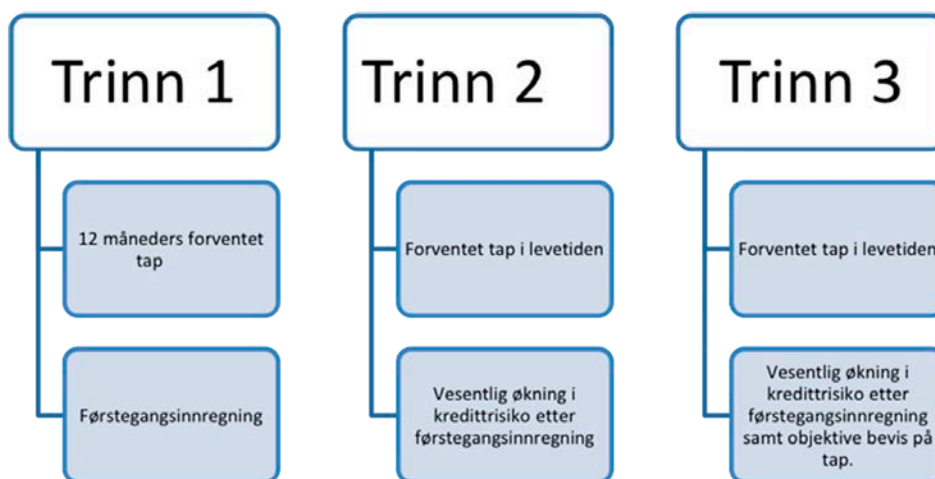 Trinn 1
12 måneders forventet
tap
Førstegangsinnregning
Trinn 2
Forventet tap i levetiden
Vesentlig økning i
kredittrisiko etter
førstegangsinnregning
Trinn 3
Forventet tap i levetiden
Vesentlig økning i
kredittrisiko etter
førstegangsinnregning
samt objektive bevis på
tap.